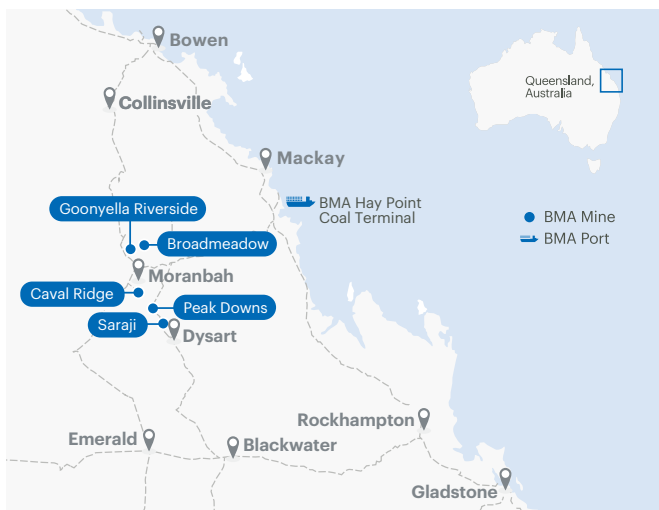 Bowen
Queensland,
Australia
Collinsville
Mackay
Goonyella Riverside
BMA Hay Point
Coal Terminal
BMA Mine
Broadmeadow
BMA Port
Moranbah
Caval Ridge
Peak Downs
Saraji
Dysart
Rockhampton
Emerald
Blackwater
Gladstone